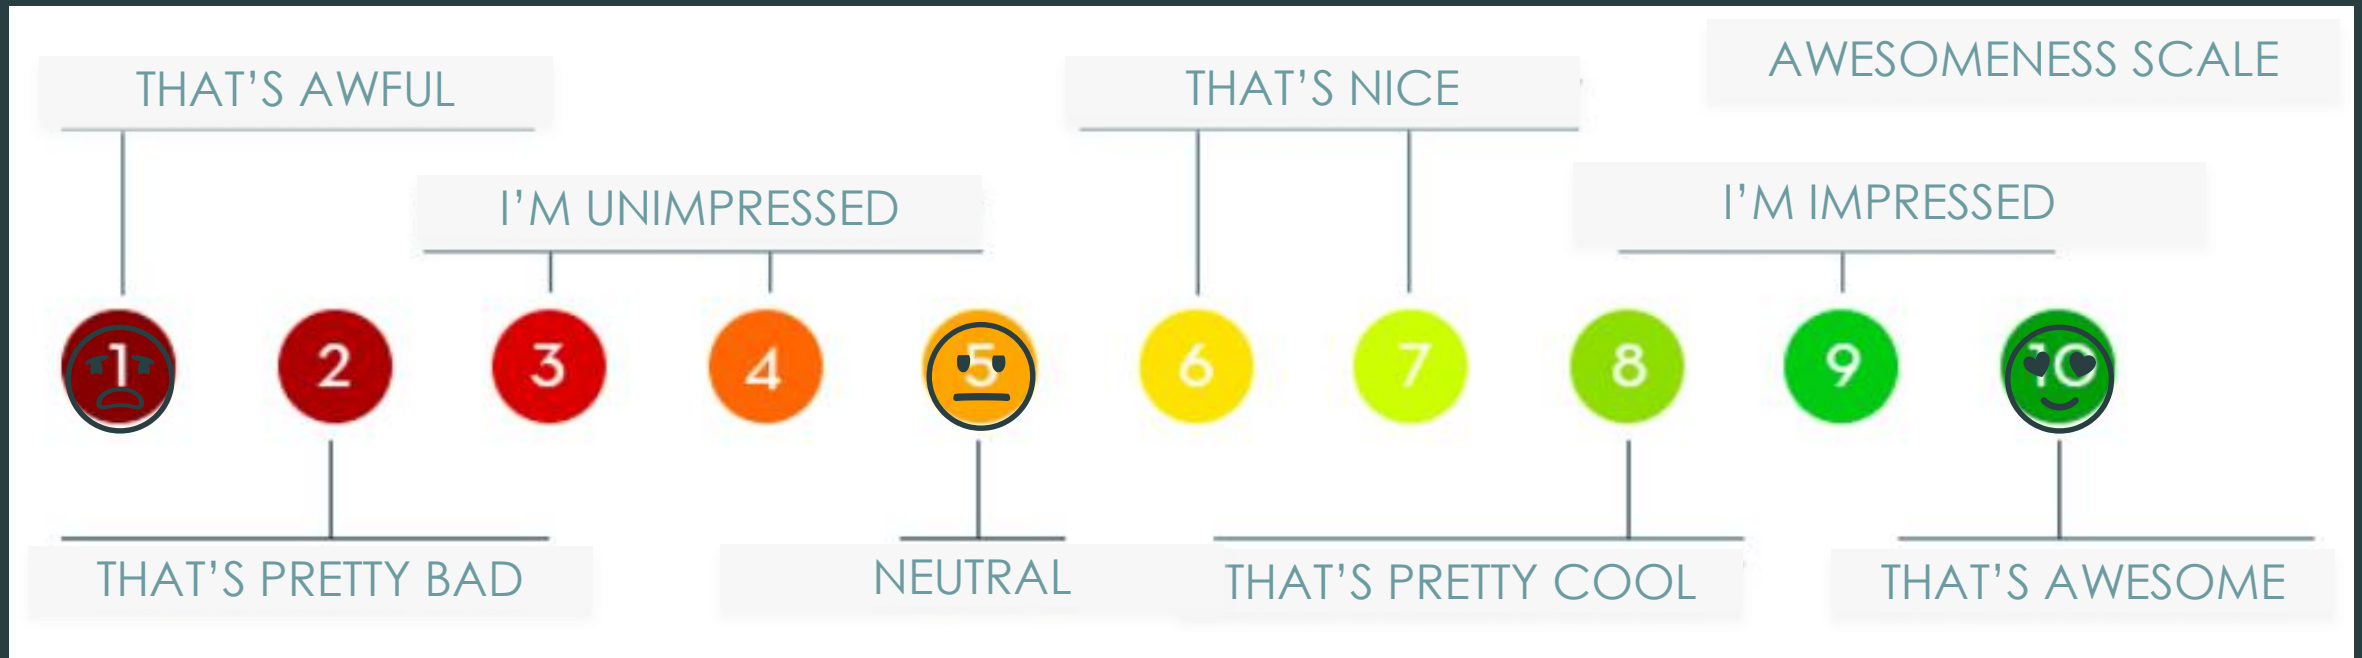 AWESOMENESS SCALE
THAT'S AWFUL
THAT'S NICE
I'M UNIMPRESSED
I'M IMPRESSED
1 2 3 4 5 6 7 8 9 10
THAT'S PRETTY BAD
NEUTRAL
THAT'S PRETTY COOL
THAT'S AWESOME